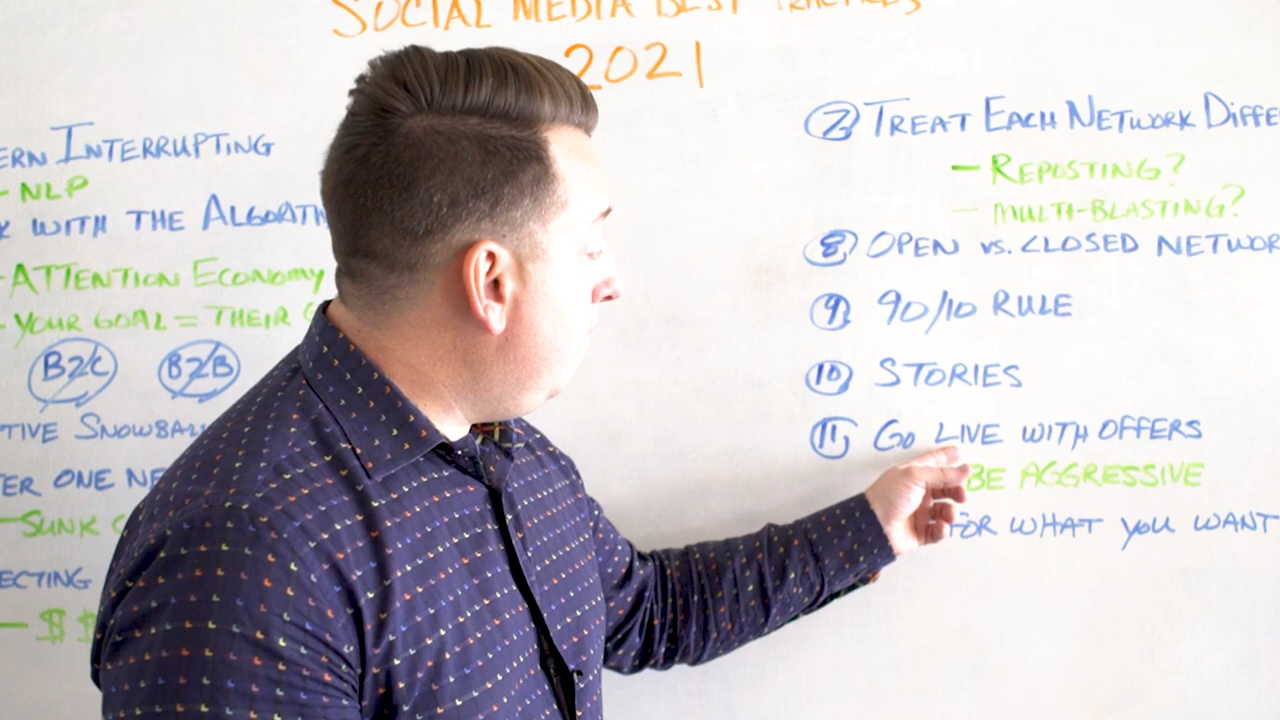 SOCIAL MEDIA BEST PRACTICES
2021
ERN INTERRUPTING
- NLP
K WITH THE ALGORITH
- ATTENTION ECONOMY
- YOUR GOAL = THEIR G
B2C B2B
TIVE SNOWBALL
TER ONE NE
- SUNK C
ECTING
- $ $
7 TREAT EACH NETWORK DIFFE
- REPOSTING?
- MULTI-BLASTING?
8 OPEN VS. CLOSED NETWOR
9 90/10 RULE
10 STORIES
11 GO LIVE WITH OFFERS
BE AGGRESSIVE
FOR WHAT YOU WANT